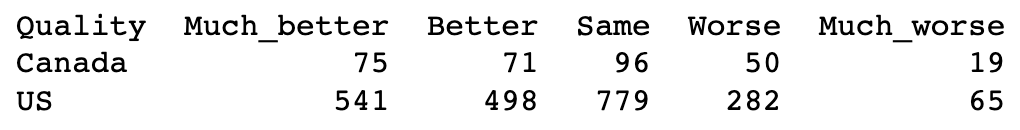 Quality Much_better Better Same Worse Much_worse
Canada 75 71 96 50 19
US 541 498 779 282 65